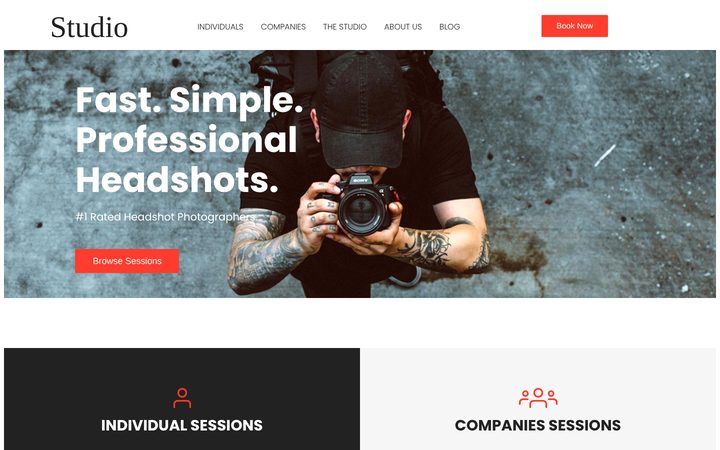 Studio
INDIVIDUALS COMPANIES THE STUDIO ABOUT US BLOG
Book Now
Fast. Simple.
Professional
Headshots.
SONY
#1 Rated Headshot Photographers.
Browse Sessions
INDIVIDUAL SESSIONS
COMPANIES SESSIONS